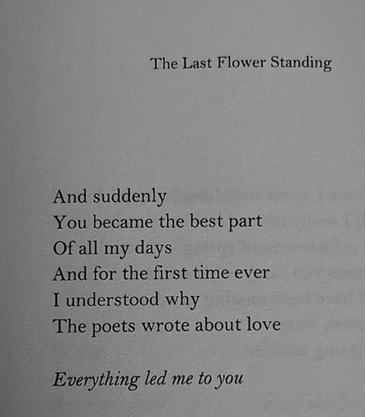 The Last Flower Standing
And suddenly
You became the best part
Of all my days
And for the first time ever
I understood why
The poets wrote about love
Everything led me to you